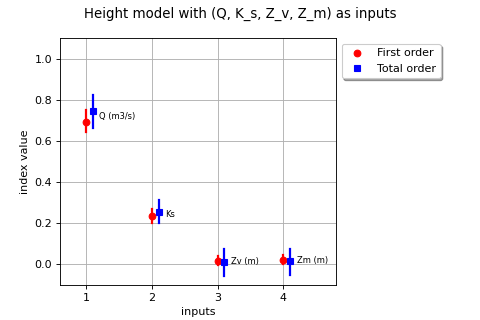 Height model with (Q, K_s, Z_v, Z_m) as inputs
First order
Total order
index value
1.0
0.8
0.6
0.4
0.2
0.0
Q (m3/s)
Ks
Zv (m)
Zm (m)
1 2 3 4
inputs